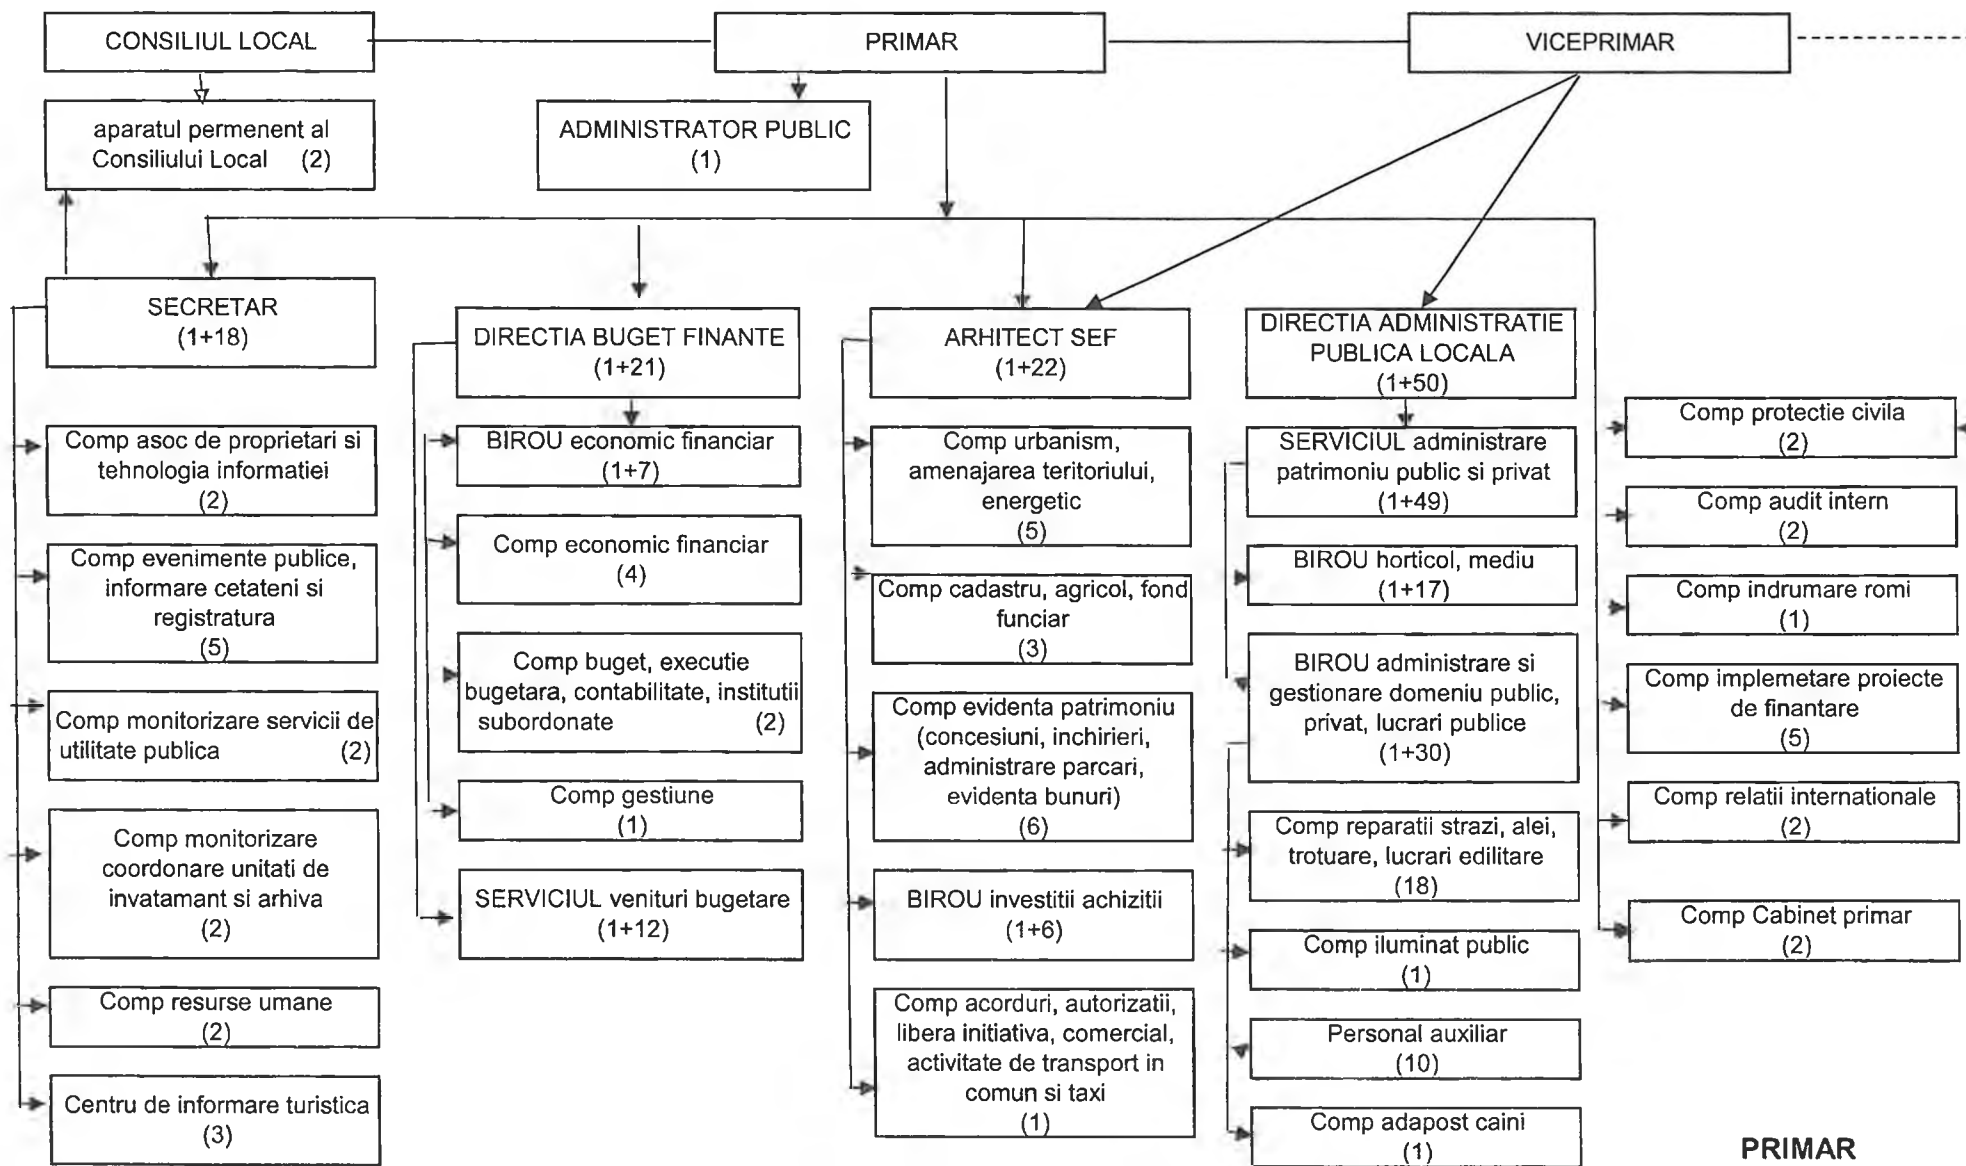 CONSILIUL LOCAL
PRIMAR
VICEPRIMAR
aparatul permenent al
Consiliului Local (2)
ADMINISTRATOR PUBLIC
(1)
SECRETAR
(1+18)
Comp asoc de proprietari si
tehnologia informatiei
(2)
Comp evenimente publice,
informare cetateni si
registratura
(5)
Comp monitorizare servicii de
utilitate publica (2)
Comp monitorizare
coordonare unitati de
invatamant si arhiva
(2)
Comp resurse umane
(2)
Centru de informare turistica
(3)
DIRECTIA BUGET FINANTE
(1+21)
BIROU economic financiar
(1+7)
Comp economic financiar
(4)
Comp buget, executie
bugetara, contabilitate, institutii
subordonate (2)
Comp gestiune
(1)
SERVICIUL venituri bugetare
(1+12)
ARHITECT SEF
(1+22)
Comp urbanism,
amenajarea teritoriului,
energetic
(5)
Comp cadastru, agricol, fond
funciar
(3)
Comp evidenta patrimoniu
(concesiuni, inchirieri,
administrare parcari,
evidenta bunuri)
(6)
BIROU investitii achizitii
(1+6)
Comp acorduri, autorizatii,
libera initiativa, comercial,
activitate de transport in
comun si taxi
(1)
DIRECTIA ADMINISTRATIE
PUBLICA LOCALA
(1+50)
SERVICIUL administrare
patrimoniu public si privat
(1+49)
BIROU horticol, mediu
(1+17)
BIROU administrare si
gestionare domeniu public,
privat, lucrari publice
(1+30)
Comp reparatii strazi, alei,
trotuare, lucrari edilitare
(18)
Comp iluminat public
(1)
Personal auxiliar
(10)
Comp adapost caini
(1)
Comp protectie civila
(2)
Comp audit intern
(2)
Comp indrumare romi
(1)
Comp implemetare proiecte
de finantare
(5)
Comp relatii internationale
(2)
Comp Cabinet primar
(2)
PRIMAR